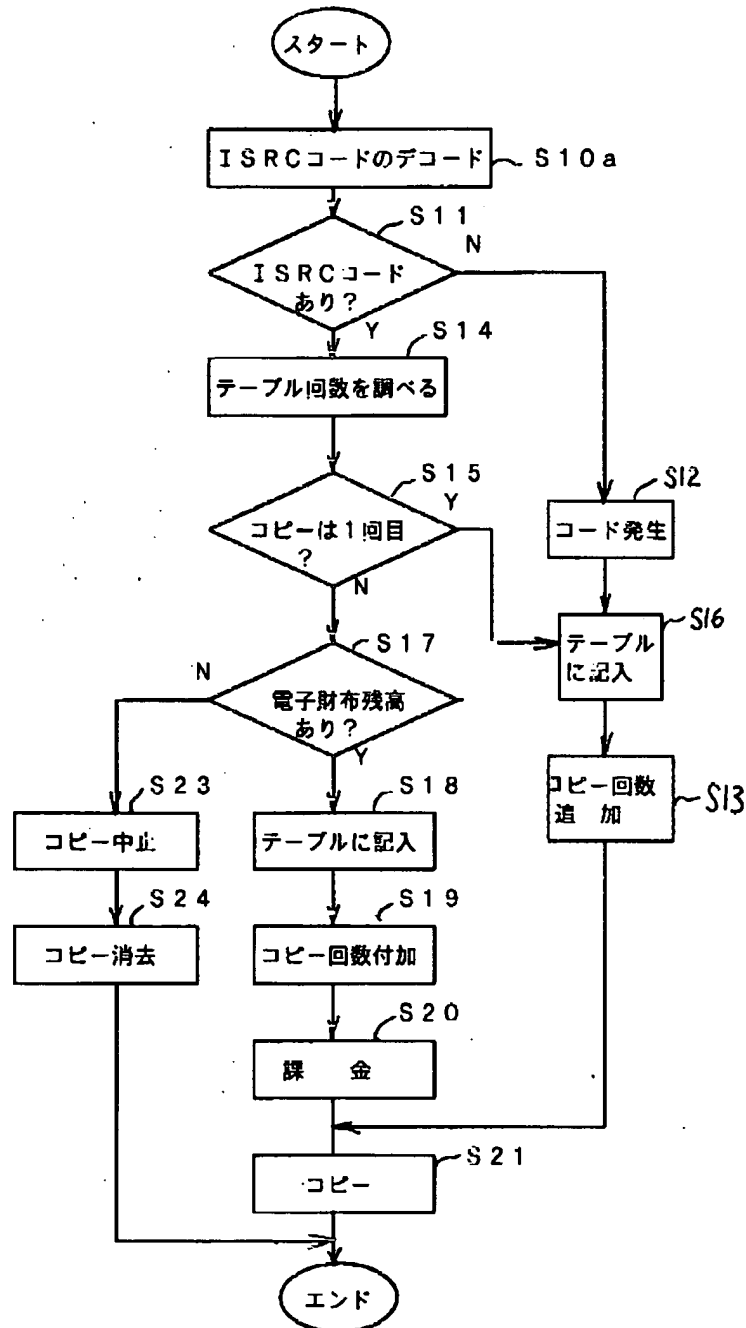 スタート
ISRCコードのデコード
S10a
S11
N
ISRCコード
あり?
Y
S14
テーブル回数を調べる
S15
Y
コピーは1回目
?
N
S12
コード発生
S16
テーブル
に記入
S17
N
電子財布残高
あり?
Y
S13
コピー回数
追 加
S23
コピー中止
S18
テーブルに記入
S24
コピー消去
S19
コピー回数付加
S20
課 金
S21
コピー
エンド